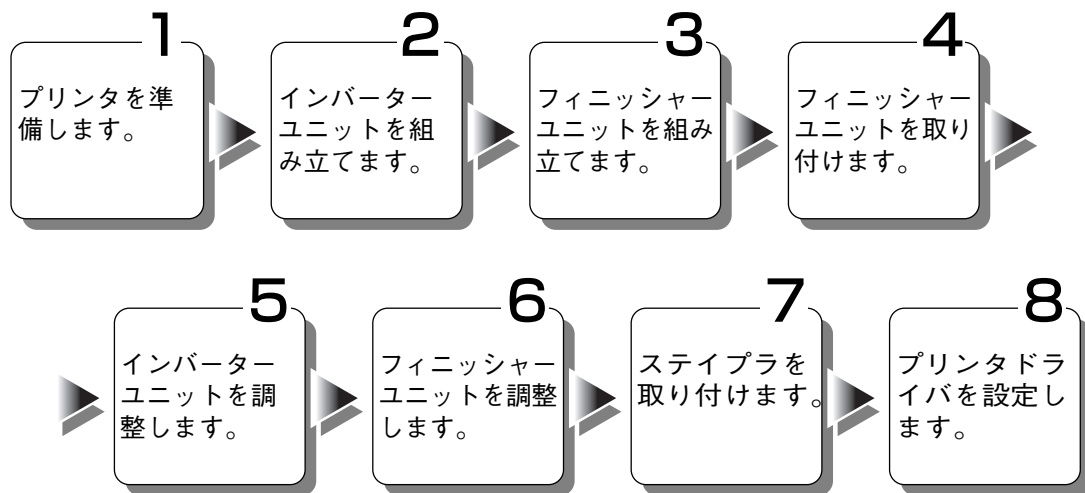 1
プリンタを準
備します。
2
インバーター
ユニットを組
み立てます。
3
フィニッシャー
ユニットを組み
立てます。
4
フィニッシャー
ユニットを取り
付けます。
5
インバーター
ユニットを調
整します。
6
フィニッシャー
ユニットを調整
します。
7
ステイプラを
取り付けます。
8
プリンタドラ
イバを設定し
ます。